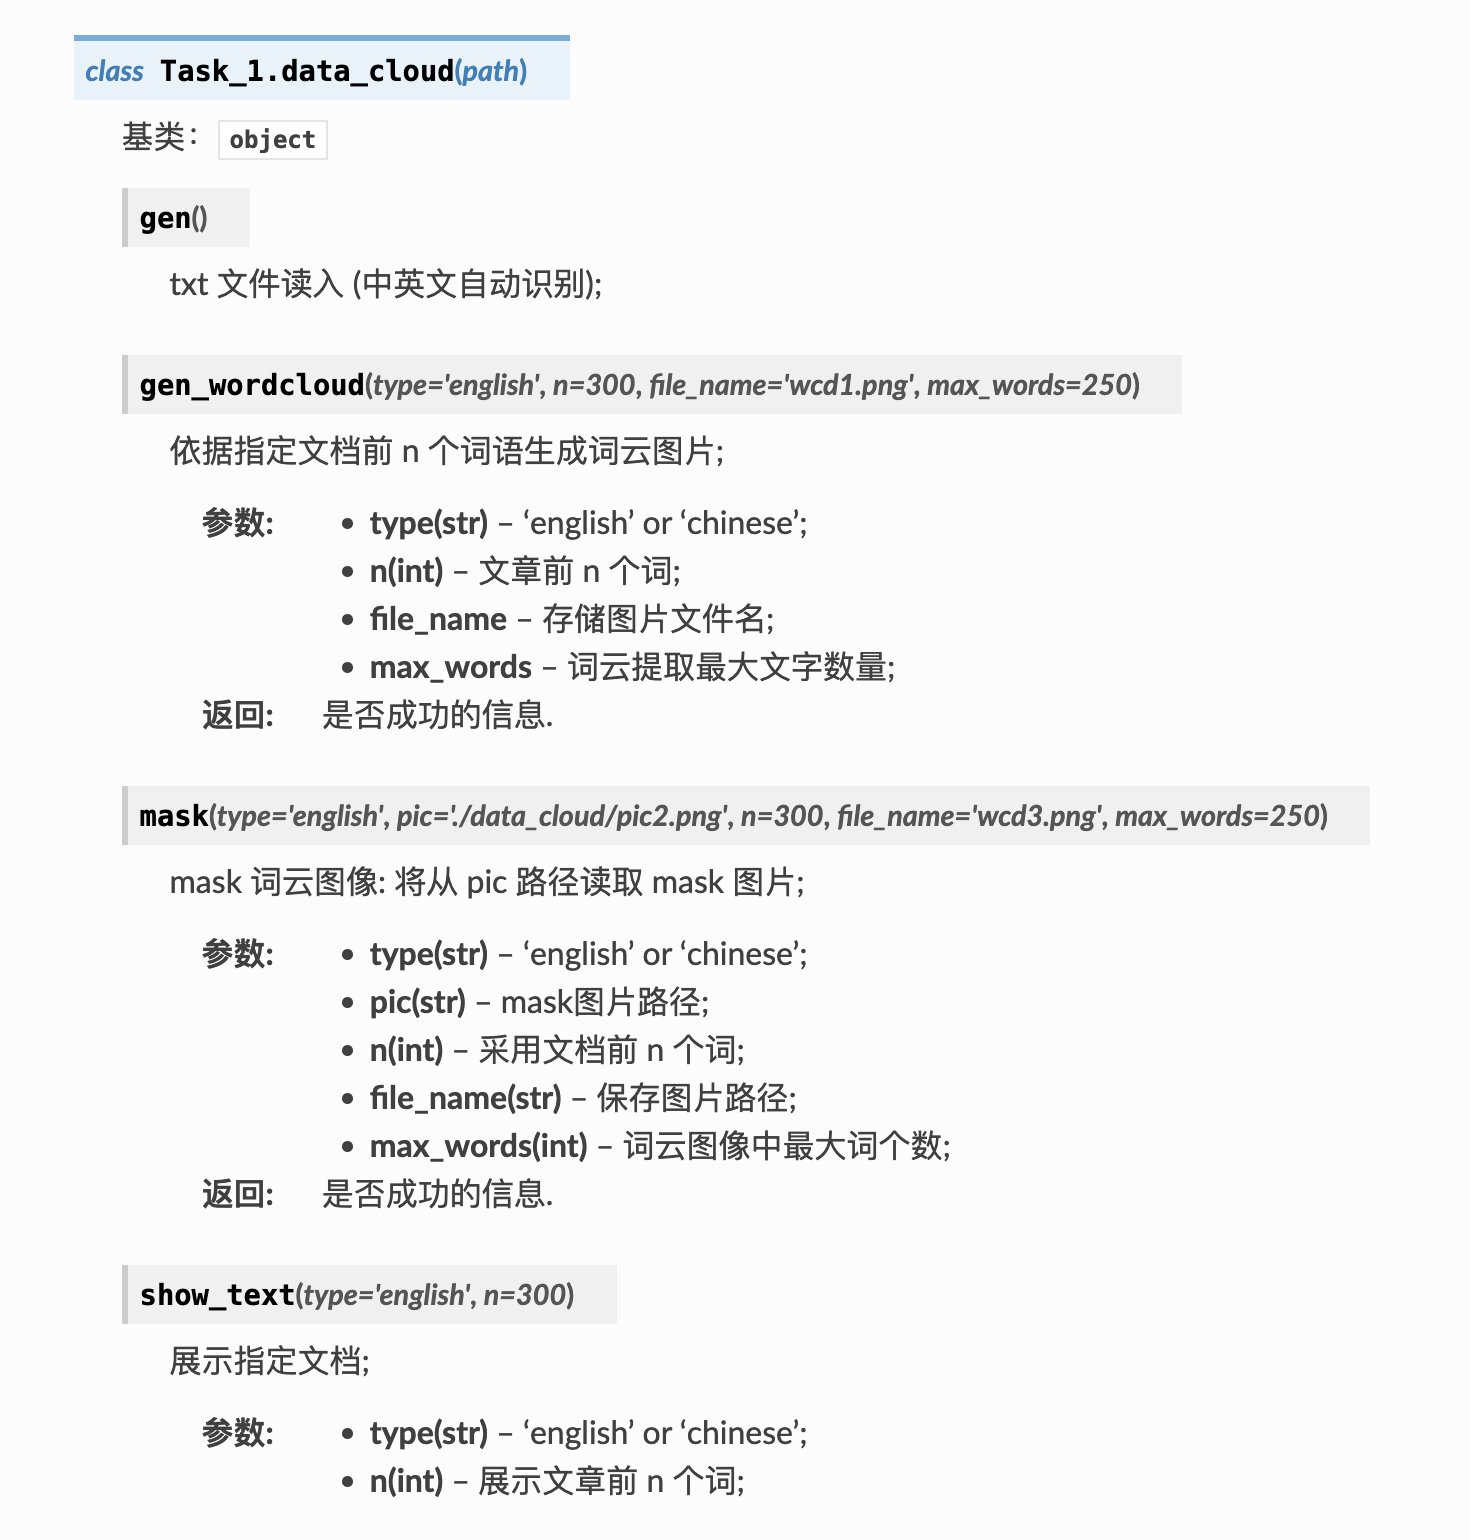 class Task_1.data_cloud(path)
基类： object
gen()
txt 文件读入 (中英文自动识别);
gen_wordcloud(type='english', n=300, file_name='wcd1.png', max_words=250)
依据指定文档前 n 个词语生成词云图片;
参数: • type(str) – ‘english’ or ‘chinese’;
• n(int) – 文章前 n 个词;
• file_name – 存储图片文件名;
• max_words – 词云提取最大文字数量;
返回: 是否成功的信息.
mask(type='english', pic='./data_cloud/pic2.png', n=300, file_name='wcd3.png', max_words=250)
mask 词云图像: 将从 pic 路径读取 mask 图片;
参数: • type(str) – ‘english’ or ‘chinese’;
• pic(str) – mask图片路径;
• n(int) – 采用文档前 n 个词;
• file_name(str) – 保存图片路径;
• max_words(int) – 词云图像中最大词个数;
返回: 是否成功的信息.
show_text(type='english', n=300)
展示指定文档;
参数: • type(str) – ‘english’ or ‘chinese’;
• n(int) – 展示文章前 n 个词;